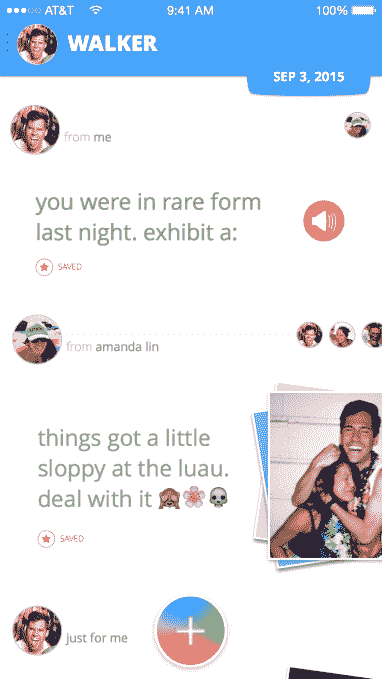 AT&T 9:41 AM 100%
WALKER
SEP 3, 2015
from me
you were in rare form
last night. exhibit a:
SAVED
from amanda lin
things got a little
sloppy at the luau.
deal with it 🙈🌸💀
SAVED
just for me